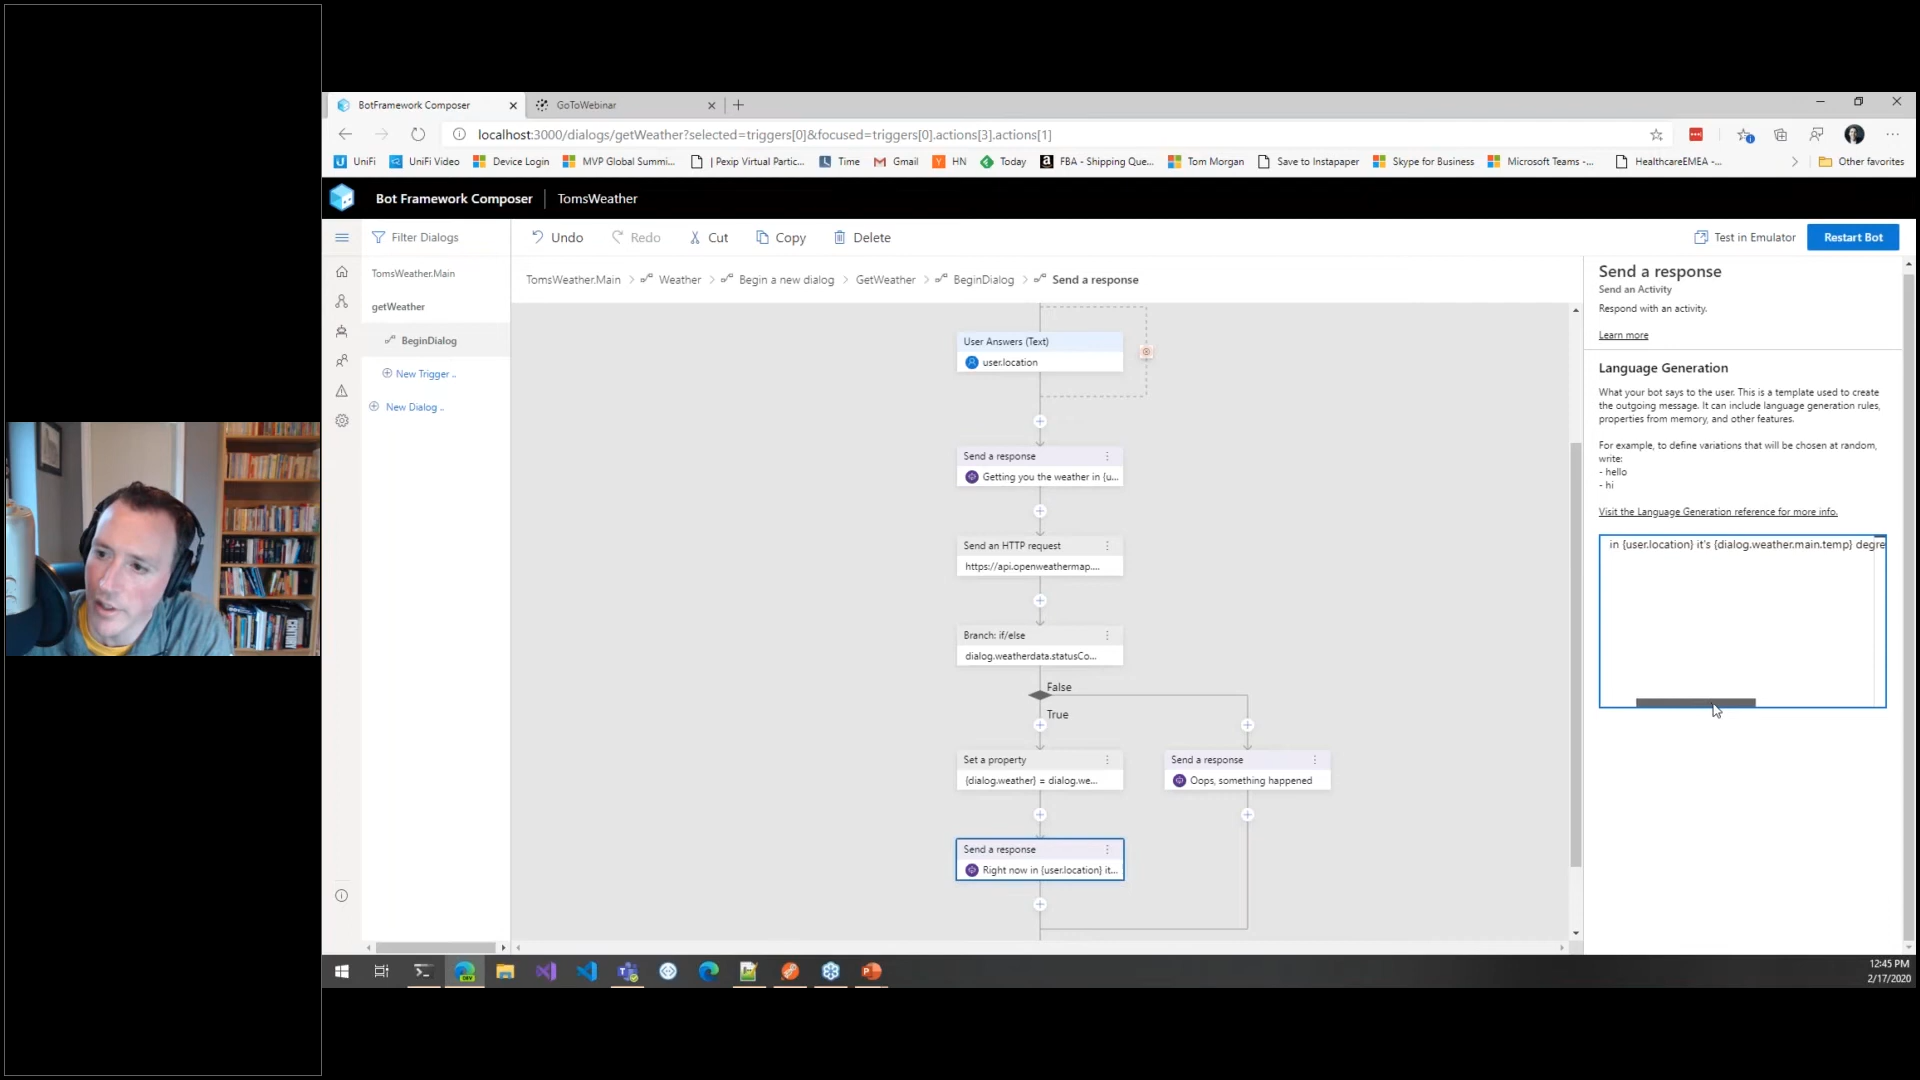 BotFramework Composer
GoToWebinar
localhost:3000/dialogs/getWeather?selected=triggers[0]&focused=triggers[0].actions[3].actions[1]
UniFi
UniFi Video
Device Login
MVP Global Summi...
| Pexip Virtual Partic...
Time
Gmail
HN
Today
FBA - Shipping Que...
Tom Morgan
Save to Instapaper
Skype for Business
Microsoft Teams -...
HealthcareEMEA -...
Other favorites
Bot Framework Composer
TomsWeather
Filter Dialogs
Undo
Redo
Cut
Copy
Delete
Test in Emulator
Restart Bot
TomsWeather.Main
getWeather
BeginDialog
New Trigger ..
New Dialog ..
TomsWeather.Main > Weather > Begin a new dialog > GetWeather > BeginDialog > Send a response
User Answers (Text)
user.location
Send a response
Getting you the weather in {u...
Send an HTTP request
https://api.openweathermap....
Branch: if/else
dialog.weatherdata.statusCo...
False
True
Set a property
{dialog.weather} = dialog.we...
Send a response
Oops, something happened
Send a response
Right now in {user.location} it...
Send a response
Send an Activity
Respond with an activity.
Learn more
Language Generation
What your bot says to the user. This is a template used to create
the outgoing message. It can include language generation rules,
properties from memory, and other features.
For example, to define variations that will be chosen at random,
write:
- hello
- hi
Visit the Language Generation reference for more info.
in {user.location} it's {dialog.weather.main.temp} degre
12:45 PM
2/17/2020